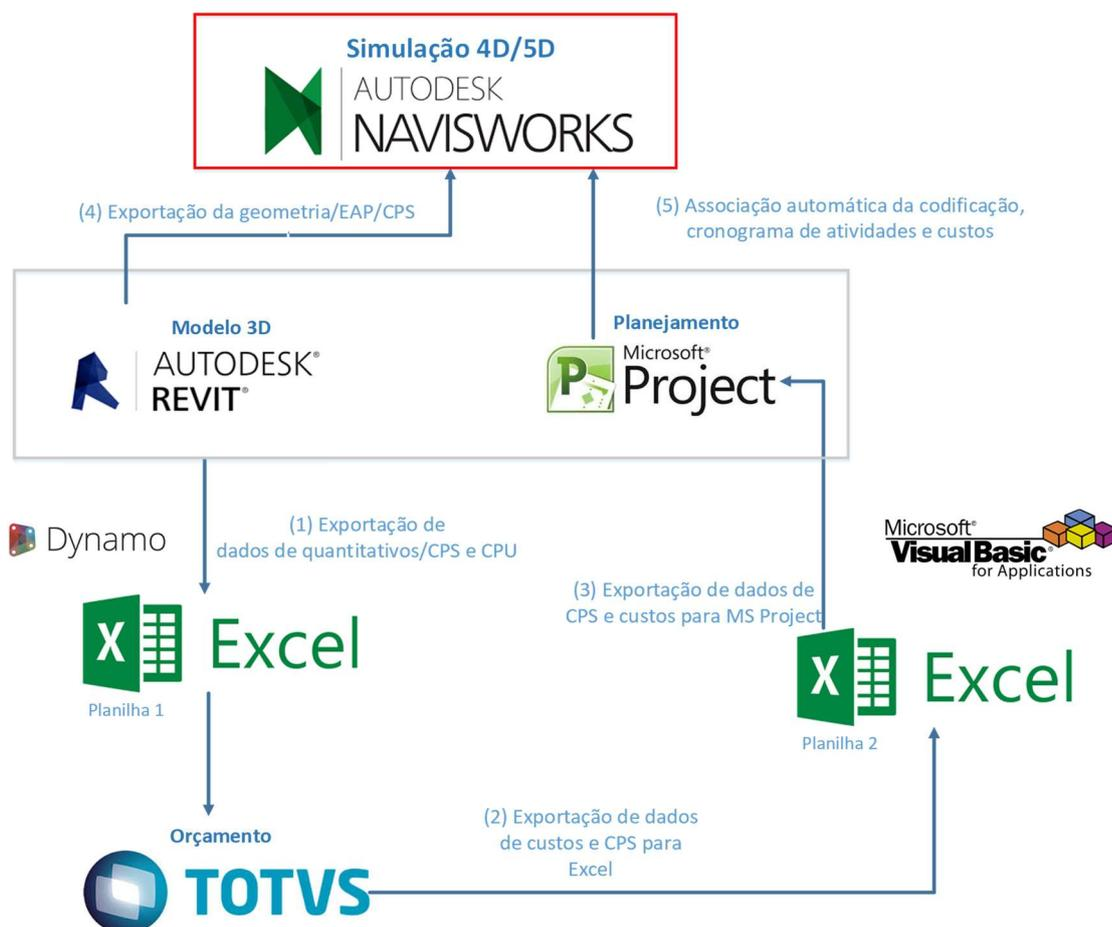 Simulação 4D/5D
AUTODESK
NAVISWORKS
(4) Exportação da geometria/EAP/CPS
(5) Associação automática da codificação,
cronograma de atividades e custos
Modelo 3D
AUTODESK®
REVIT®
Planejamento
Microsoft®
Project
Dynamo
(1) Exportação de
dados de quantitativos/CPS e CPU
Microsoft®
Visual Basic®
for Applications
(3) Exportação de dados de
CPS e custos para MS Project
X Excel
Planilha 1
X Excel
Planilha 2
Orçamento
TOTVS
(2) Exportação de dados
de custos e CPS para
Excel